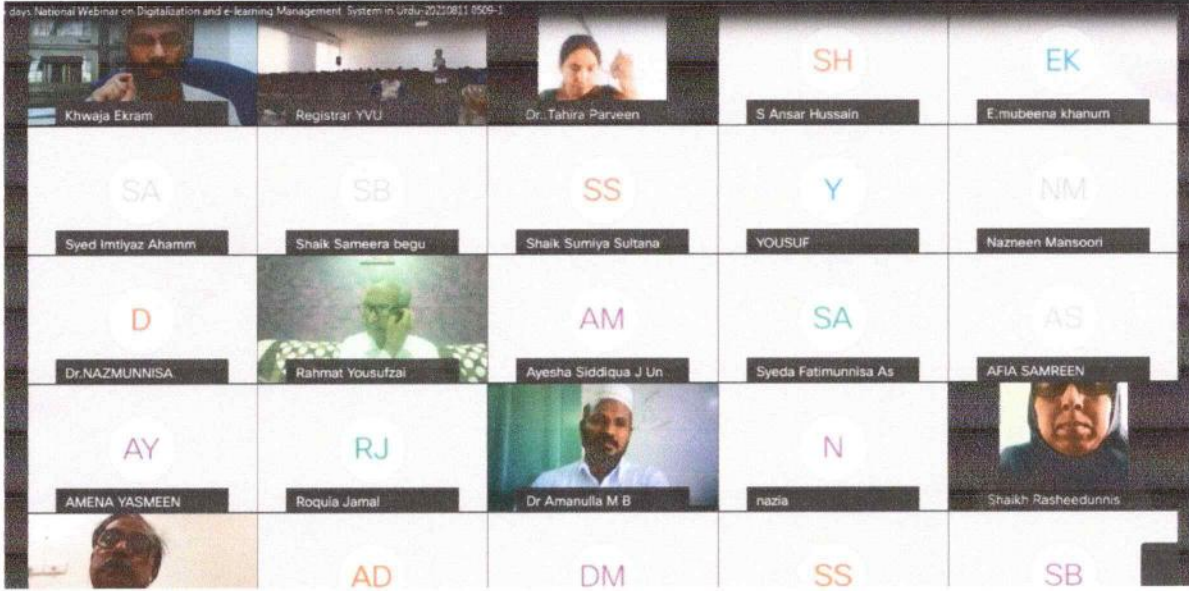 days National Webinar on Digitalization and e-learning Management System in Urdu-20210811 0509-1
SH EK
Khwaja Ekram Registrar YVU Dr. Tahira Parveen S Ansar Hussain E.mubeena khanum
SA SB SS Y NM
Syed Imtiyaz Ahamm Shaik Sameera begu Shaik Sumiya Sultana YOUSUF Nazneen Mansoori
D AM SA AS
Dr.NAZMUNNISA Rahmat Yousufzai Ayesha Siddiqua J Un Syeda Fatimunnisa As AFIA SAMREEN
AY RJ N
AMENA YASMEEN Roquia Jamal Dr Amanulla M B nazia Shaikh Rasheedunnis
AD DM SS SB